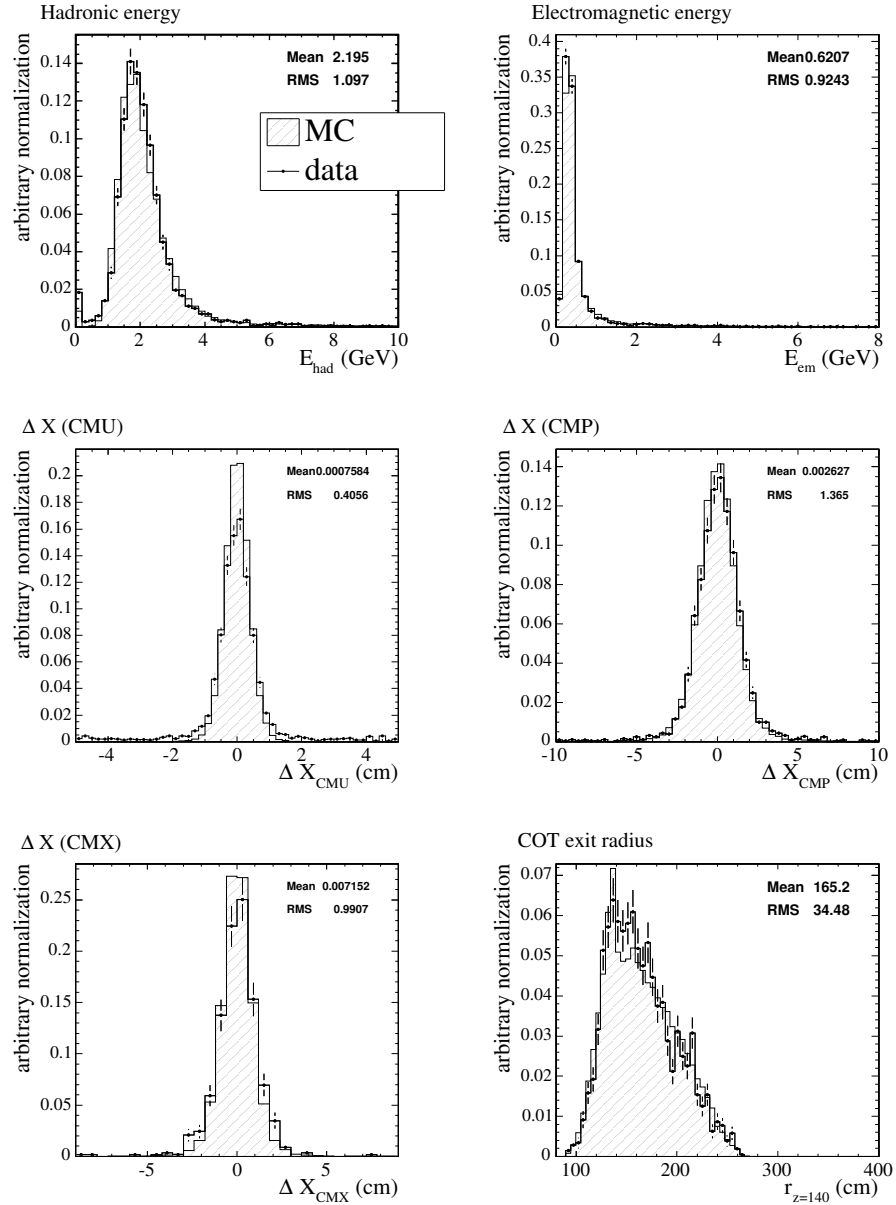 Hadronic energy
arbitrary normalization
0.14
0.12
0.1
0.08
0.06
0.04
0.02
0
Mean 2.195
RMS 1.097
MC
data
0 2 4 6 8 10
E_had (GeV)
Electromagnetic energy
arbitrary normalization
0.4
0.35
0.3
0.25
0.2
0.15
0.1
0.05
0
Mean 0.6207
RMS 0.9243
0 2 4 6 8
E_em (GeV)
Δ X (CMU)
arbitrary normalization
0.2
0.18
0.16
0.14
0.12
0.1
0.08
0.06
0.04
0.02
0
Mean 0.0007584
RMS 0.4056
-4 -2 0 2 4
Δ X_CMU (cm)
Δ X (CMP)
arbitrary normalization
0.14
0.12
0.1
0.08
0.06
0.04
0.02
0
Mean 0.002627
RMS 1.365
-10 -5 0 5 10
Δ X_CMP (cm)
Δ X (CMX)
arbitrary normalization
0.25
0.2
0.15
0.1
0.05
0
Mean 0.007152
RMS 0.9907
-5 0 5
Δ X_CMX (cm)
COT exit radius
arbitrary normalization
0.07
0.06
0.05
0.04
0.03
0.02
0.01
0
Mean 165.2
RMS 34.48
100 200 300 400
r_z=140 (cm)